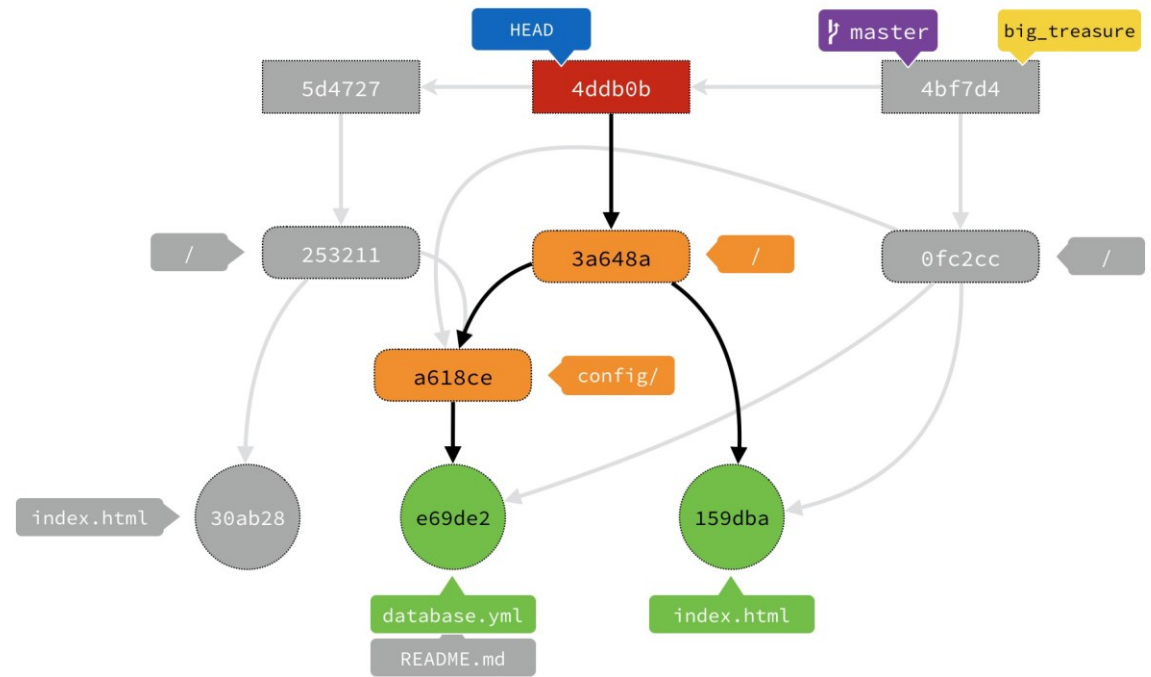 HEAD
master
big_treasure
5d4727
4ddb0b
4bf7d4
/
253211
3a648a
/
0fc2cc
/
a618ce
config/
index.html
30ab28
e69de2
159dba
database.yml
index.html
README.md